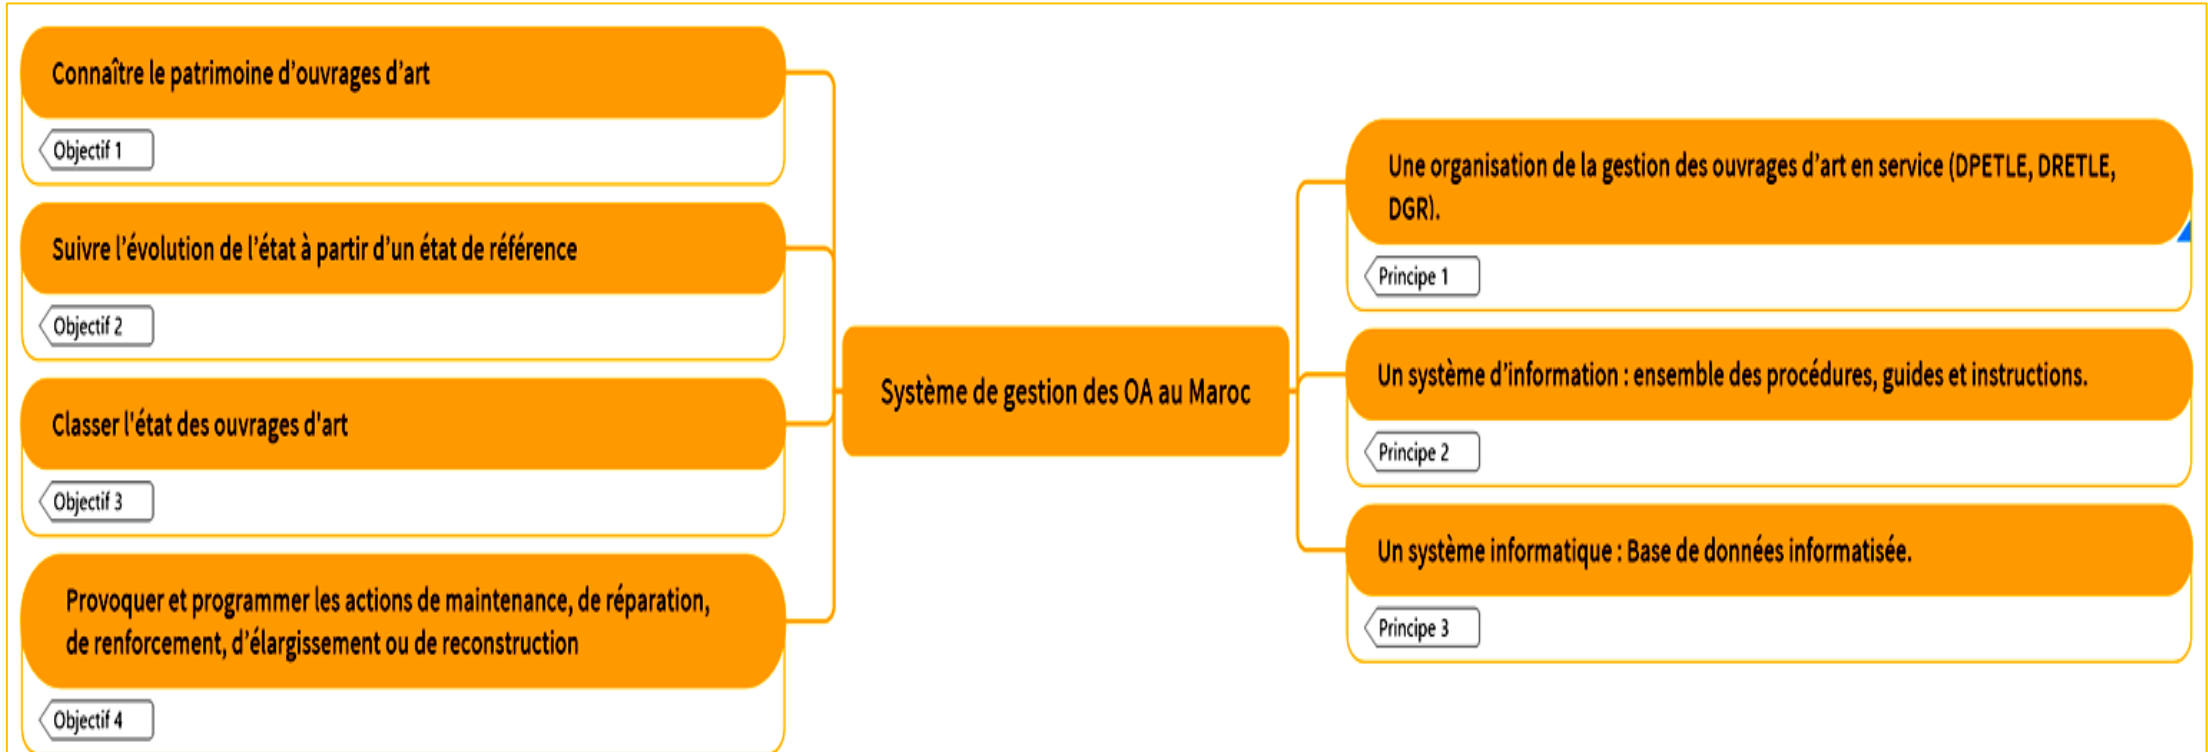 Connaître le patrimoine d’ouvrages d’art
Objectif 1
Suivre l’évolution de l’état à partir d’un état de référence
Objectif 2
Classer l'état des ouvrages d'art
Objectif 3
Provoquer et programmer les actions de maintenance, de réparation,
de renforcement, d’élargissement ou de reconstruction
Objectif 4
Système de gestion des OA au Maroc
Une organisation de la gestion des ouvrages d’art en service (DPETLE, DRETLE,
DGR).
Principe 1
Un système d’information : ensemble des procédures, guides et instructions.
Principe 2
Un système informatique : Base de données informatisée.
Principe 3